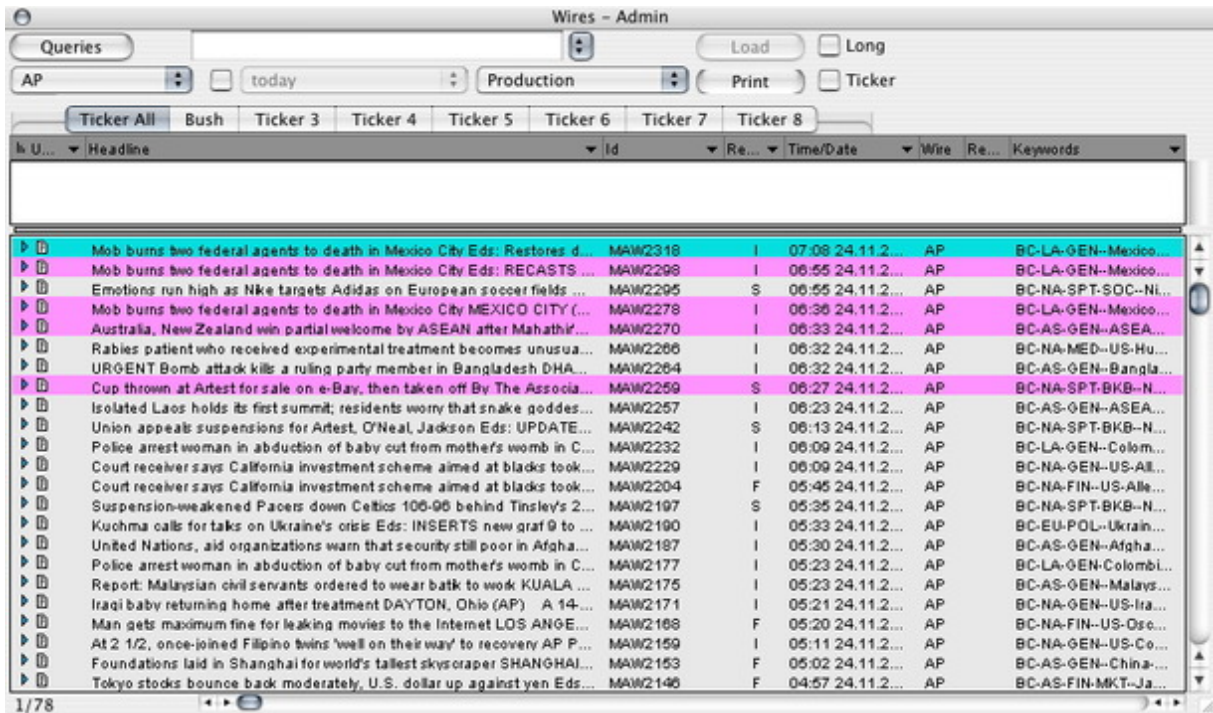 Wires – Admin
Queries Load Long
AP today Production Print Ticker
Ticker All Bush Ticker 3 Ticker 4 Ticker 5 Ticker 6 Ticker 7 Ticker 8
U... Headline Id Re... Time/Date Wire Re... Keywords
Mob burns two federal agents to death in Mexico City Eds: Restores d... MAW2318 I 07:08 24.11.2... AP BC-LA-GEN--Mexico...
Mob burns two federal agents to death in Mexico City Eds: RECASTS ... MAW2298 I 06:55 24.11.2... AP BC-LA-GEN--Mexico...
Emotions run high as Nike targets Adidas on European soccer fields ... MAW2295 S 06:55 24.11.2... AP BC-NA-SPT-SOC--Ni...
Mob burns two federal agents to death in Mexico City MEXICO CITY (... MAW2278 I 06:36 24.11.2... AP BC-LA-GEN--Mexico...
Australia, New Zealand win partial welcome by ASEAN after Mahathir'... MAW2270 I 06:33 24.11.2... AP BC-AS-GEN--ASEA...
Rabies patient who received experimental treatment becomes unusua... MAW2266 I 06:32 24.11.2... AP BC-NA-MED--US-Hu...
URGENT Bomb attack kills a ruling party member in Bangladesh DHA... MAW2264 I 06:32 24.11.2... AP BC-AS-GEN--Bangla...
Cup thrown at Artest for sale on e-Bay, then taken off By The Associa... MAW2259 S 06:27 24.11.2... AP BC-NA-SPT-BKB--N...
Isolated Laos holds its first summit; residents worry that snake goddes... MAW2257 I 06:23 24.11.2... AP BC-AS-GEN--ASEA...
Union appeals suspensions for Artest, O'Neal, Jackson Eds: UPDATE... MAW2242 S 06:13 24.11.2... AP BC-NA-SPT-BKB--N...
Police arrest woman in abduction of baby cut from mother's womb in C... MAW2232 I 06:09 24.11.2... AP BC-LA-GEN--Colom...
Court receiver says California investment scheme aimed at blacks took... MAW2229 I 06:09 24.11.2... AP BC-NA-GEN--US-All...
Court receiver says California investment scheme aimed at blacks took... MAW2204 F 05:45 24.11.2... AP BC-NA-FIN--US-Alle...
Suspension-weakened Pacers down Celtics 106-96 behind Tinsley's 2... MAW2197 S 05:35 24.11.2... AP BC-NA-SPT-BKB--N...
Kuchma calls for talks on Ukraine's crisis Eds: INSERTS new graf 9 to ... MAW2190 I 05:33 24.11.2... AP BC-EU-POL--Ukrain...
United Nations, aid organizations warn that security still poor in Afgha... MAW2187 I 05:30 24.11.2... AP BC-AS-GEN--Afgha...
Police arrest woman in abduction of baby cut from mother's womb in C... MAW2177 I 05:23 24.11.2... AP BC-LA-GEN-Colombi...
Report: Malaysian civil servants ordered to wear batik to work KUALA ... MAW2175 I 05:23 24.11.2... AP BC-AS-GEN--Malays...
Iraqi baby returning home after treatment DAYTON, Ohio (AP) A 14-... MAW2171 I 05:21 24.11.2... AP BC-NA-GEN--US-Ira...
Man gets maximum fine for leaking movies to the Internet LOS ANGE... MAW2168 F 05:20 24.11.2... AP BC-NA-FIN--US-Osc...
At 2 1/2, once-joined Filipino twins 'well on their way' to recovery AP P... MAW2159 I 05:11 24.11.2... AP BC-NA-GEN--US-Co...
Foundations laid in Shanghai for world's tallest skyscraper SHANGHAI... MAW2153 F 05:02 24.11.2... AP BC-AS-GEN--China-...
Tokyo stocks bounce back moderately, U.S. dollar up against yen Eds... MAW2146 F 04:57 24.11.2... AP BC-AS-FIN-MKT--Ja...
1/78